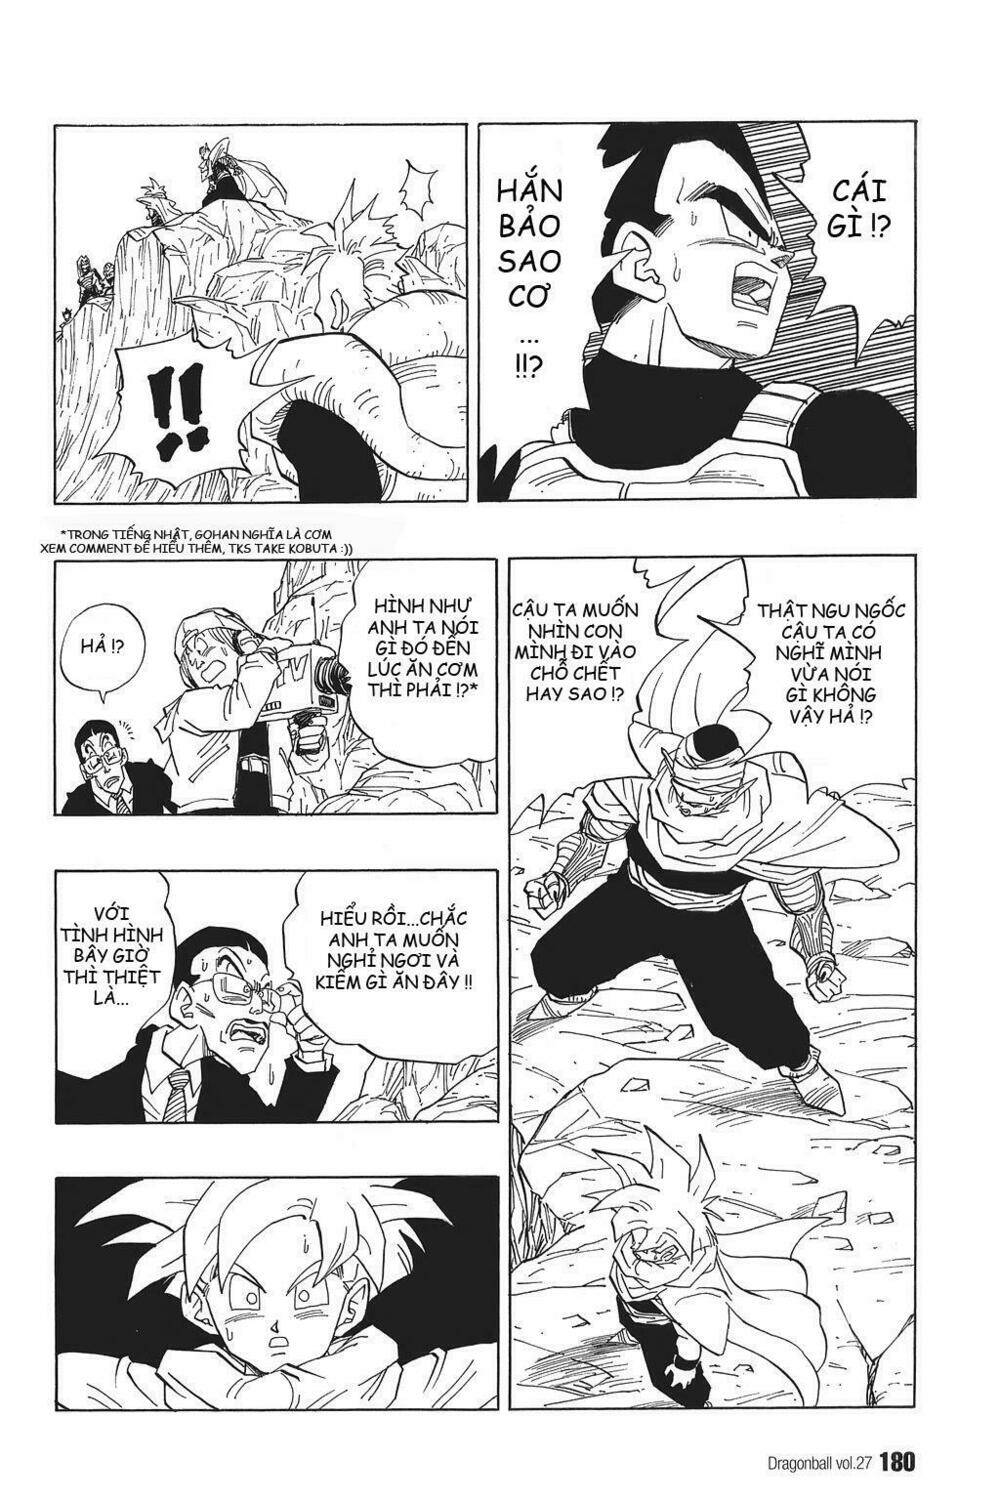 CÁI
GÌ !?
HẮN
BẢO
SAO
CƠ
...
!!?
!!
*TRONG TIẾNG NHẬT, GOHAN NGHĨA LÀ CƠM
XEM COMMENT ĐỂ HIỂU THÊM, TKS TAKE KOBUTA :))
THẬT NGU NGỐC
CẬU TA CÓ
NGHĨ MÌNH
VỪA NÓI
GÌ KHÔNG
VẬY HẢ !?
CẬU TA MUỐN
NHÌN CON
MÌNH ĐI VÀO
CHỖ CHẾT
HAY SAO !?
HÌNH NHƯ
ANH TA NÓI
GÌ ĐÓ ĐẾN
LÚC ĂN CƠM
THÌ PHẢI !?*
HẢ !?
TV
HIỂU RỒI...CHẮC
ANH TA MUỐN
NGHỈ NGƠI VÀ
KIẾM GÌ ĂN ĐÂY !!
VỚI
TÌNH HÌNH
BÂY GIỜ
THÌ THIỆT
LÀ...
Dragonball vol.27 180